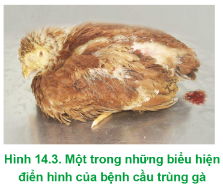 Hình 14.3. Một trong những biểu hiện
điển hình của bệnh cầu trùng gà